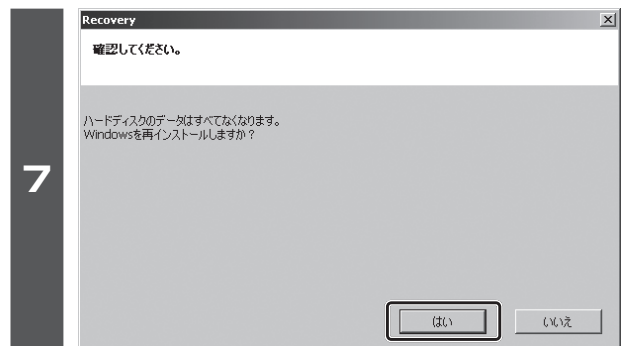 7
Recovery
確認してください。
ハードディスクのデータはすべてなくなります。
Windowsを再インストールしますか？
はい
いいえ